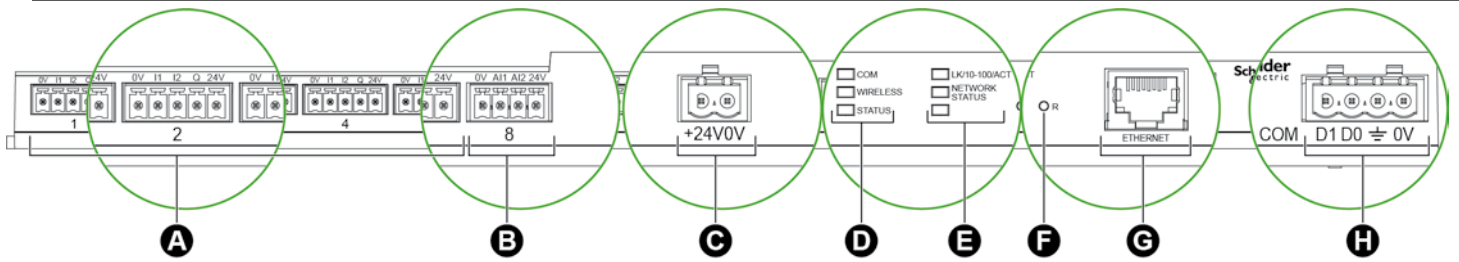 0V I1 I2 Q 24V
0V I1 I2 Q 24V
0V I1 24V
0V I1 I2 Q 24V
0V I1 24V
0V AI1 AI2 24V
1
2
4
8
+24V0V
COM
WIRELESS
STATUS
LK/10-100/ACT
NETWORK
STATUS
R
ETHERNET
Schneider
Electric
COM D1 D0 0V
A B C D E F G H